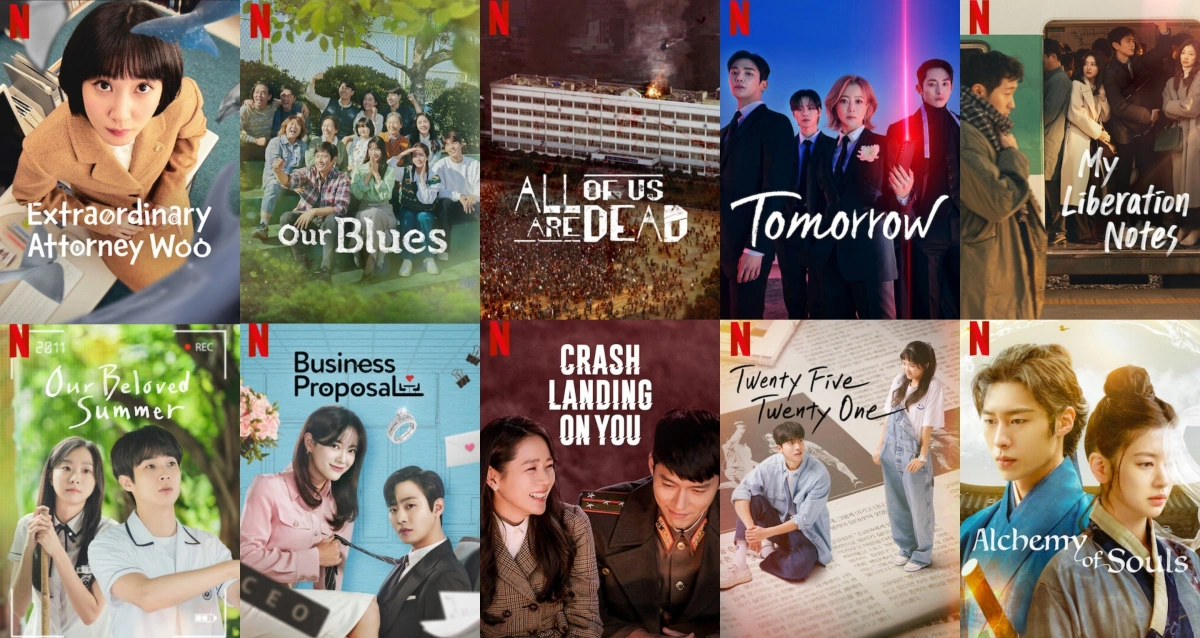 N
Extraordinary
Attorney Woo
N
our Blues
N
ALL OF US
ARE DEAD
N
Tomorrow
N
My
Liberation
Notes
N
2011
REC
Our Beloved
Summer
N
Business
Proposal
CEO
N
CRASH
LANDING
ON YOU
N
Twenty Five
Twenty One
N
Alchemy
of Souls